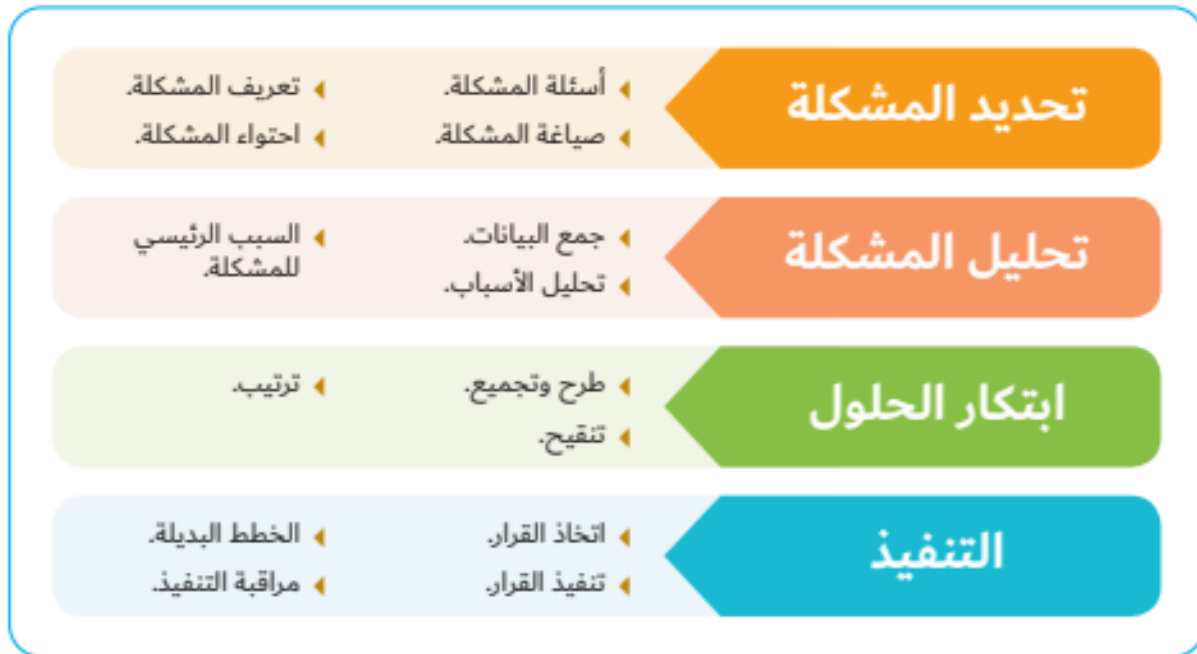 تحديد المشكلة
أسئلة المشكلة.
صياغة المشكلة.
تعريف المشكلة.
احتواء المشكلة.
تحليل المشكلة
جمع البيانات.
تحليل الأسباب.
السبب الرئيسي
للمشكلة.
ابتكار الحلول
طرح وتجميع.
تنقيح.
ترتيب.
التنفيذ
اتخاذ القرار.
تنفيذ القرار.
الخطط البديلة.
مراقبة التنفيذ.